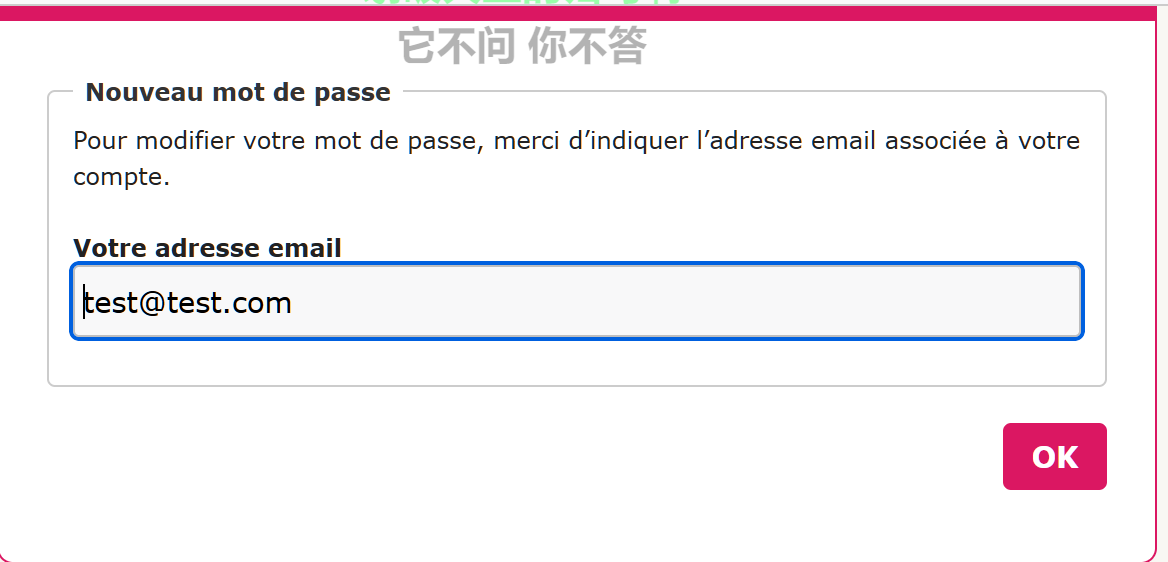 它不问 你不答
Nouveau mot de passe
Pour modifier votre mot de passe, merci d’indiquer l’adresse email associée à votre
compte.
Votre adresse email
test@test.com
OK